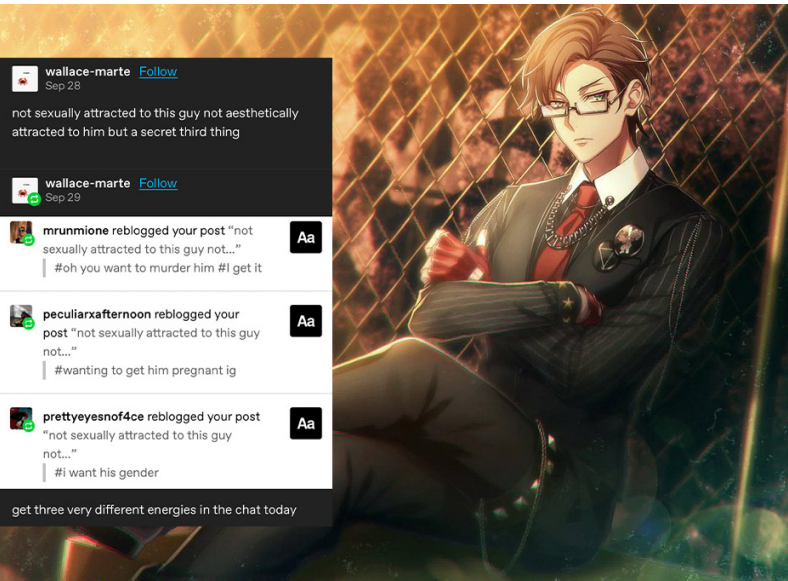 wallace-marte Follow
Sep 28
not sexually attracted to this guy not aesthetically
attracted to him but a secret third thing
wallace-marte Follow
Sep 29
mrunmione reblogged your post “not
sexually attracted to this guy not...”
#oh you want to murder him #I get it
Aa
peculiarxafternoon reblogged your
post “not sexually attracted to this guy
not...”
#wanting to get him pregnant ig
Aa
prettyeyesnof4ce reblogged your post
“not sexually attracted to this guy
not...”
#i want his gender
Aa
get three very different energies in the chat today